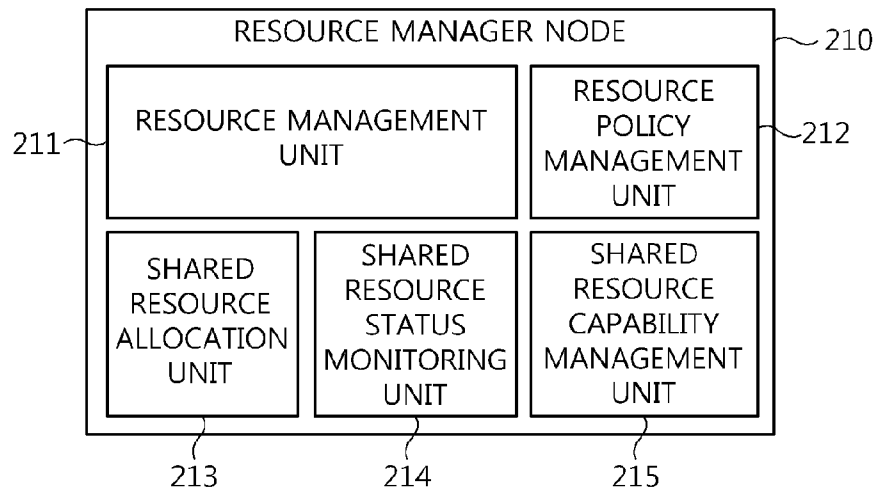 RESOURCE MANAGER NODE
210
RESOURCE MANAGEMENT
UNIT
211
RESOURCE
POLICY
MANAGEMENT
UNIT
212
SHARED
RESOURCE
ALLOCATION
UNIT
SHARED
RESOURCE
STATUS
MONITORING
UNIT
SHARED
RESOURCE
CAPABILITY
MANAGEMENT
UNIT
213
214
215